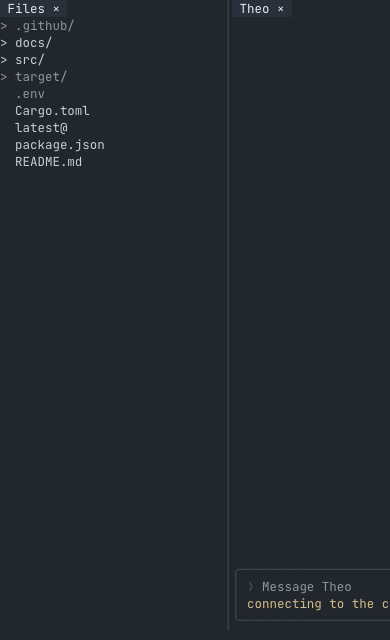 Files ×
> .github/
> docs/
> src/
> target/
.env
Cargo.toml
latest@
package.json
README.md
Theo ×
⟩ Message Theo
connecting to the c